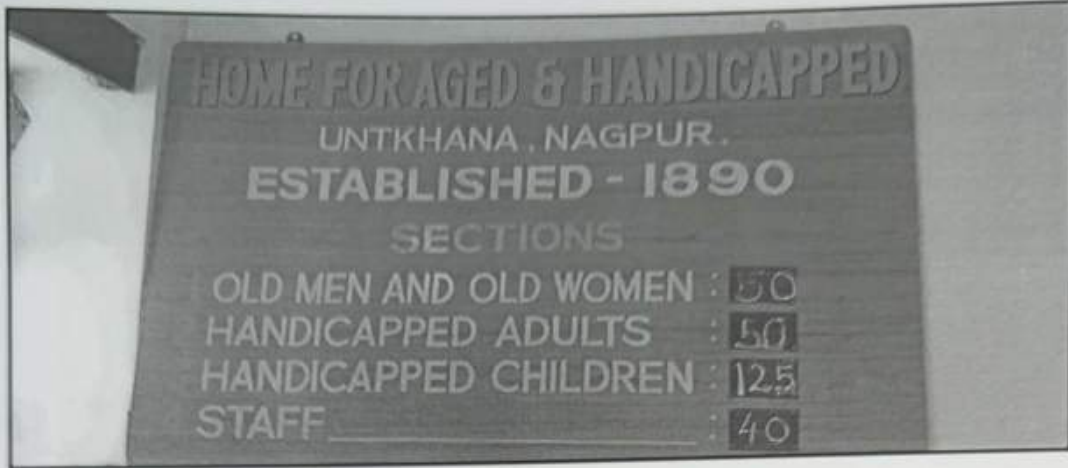 HOME FOR AGED & HANDICAPPED
UNTKHANA, NAGPUR.
ESTABLISHED - 1890
SECTIONS
OLD MEN AND OLD WOMEN : 50
HANDICAPPED ADULTS : 50
HANDICAPPED CHILDREN : 125
STAFF : 40